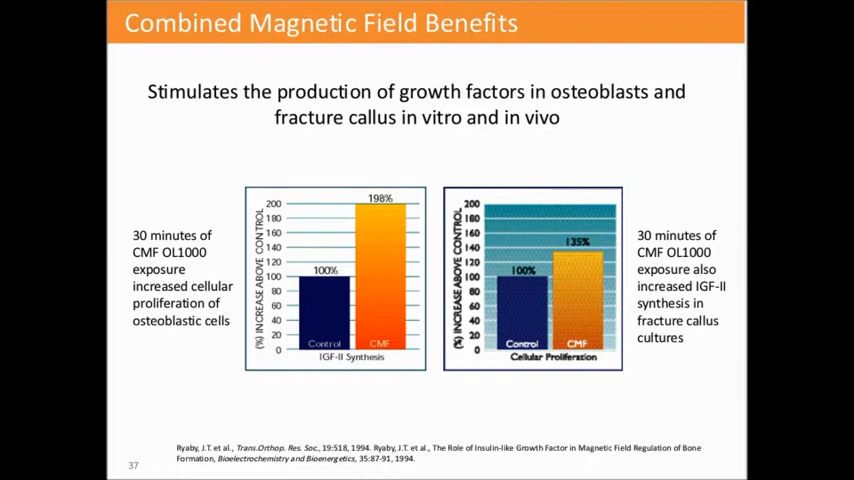 Combined Magnetic Field Benefits
Stimulates the production of growth factors in osteoblasts and
fracture callus in vitro and in vivo
30 minutes of
CMF OL1000
exposure
increased cellular
proliferation of
osteoblastic cells
(%) INCREASE ABOVE CONTROL
200
180
160
140
120
100
80
60
40
20
0
100%
198%
Control
CMF
IGF-II Synthesis
(%) INCREASE ABOVE CONTROL
200
180
160
140
120
100
80
60
40
20
0
100%
135%
Control
CMF
Cellular Proliferation
30 minutes of
CMF OL1000
exposure also
increased IGF-II
synthesis in
fracture callus
cultures
Ryaby, J.T. et al., Trans.Orthop. Res. Soc., 19:518, 1994. Ryaby, J.T. et al., The Role of Insulin-like Growth Factor in Magnetic Field Regulation of Bone
Formation, Bioelectrochemistry and Bioenergetics, 35:87-91, 1994.
37